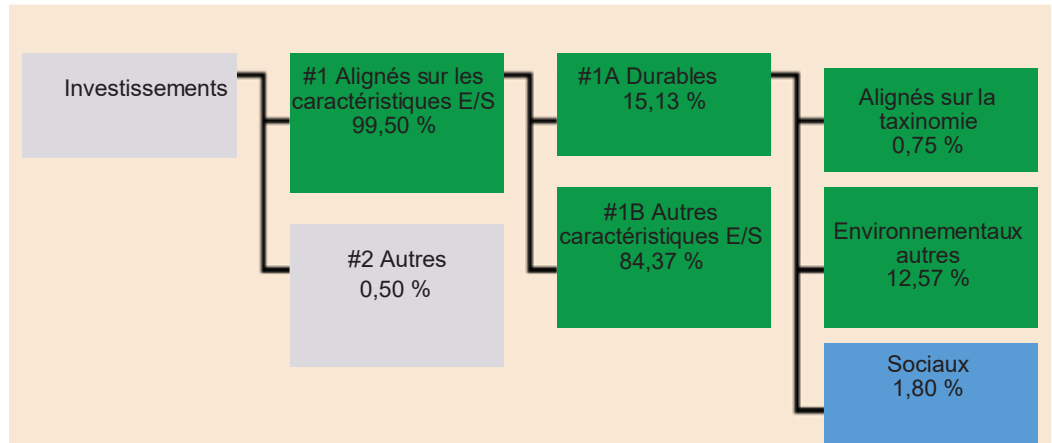 Investissements
#1 Alignés sur les
caractéristiques E/S
99,50 %
#2 Autres
0,50 %
#1A Durables
15,13 %
#1B Autres
caractéristiques E/S
84,37 %
Alignés sur la
taxinomie
0,75 %
Environnementaux
autres
12,57 %
Sociaux
1,80 %